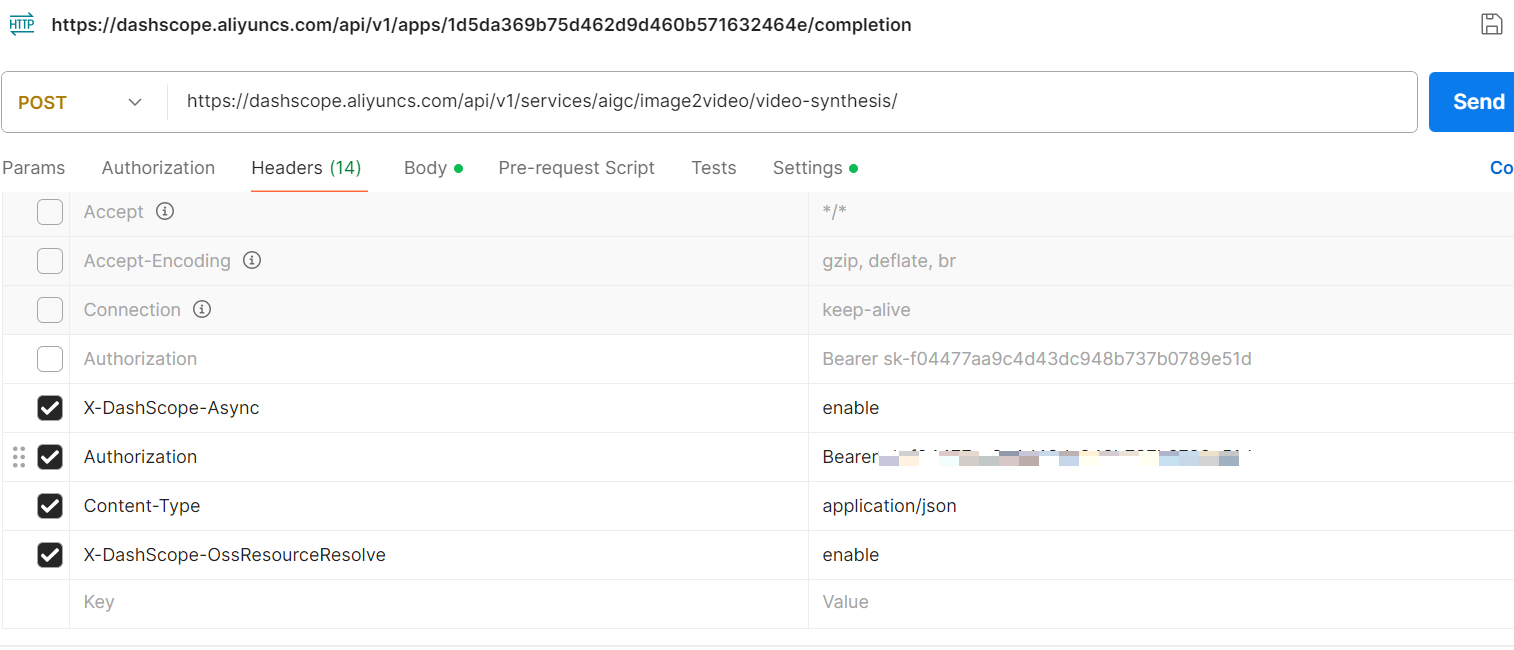 HTTP https://dashscope.aliyuncs.com/api/v1/apps/1d5da369b75d462d9d460b571632464e/completion
POST https://dashscope.aliyuncs.com/api/v1/services/aigc/image2video/video-synthesis/ Send
Params Authorization Headers (14) Body Pre-request Script Tests Settings Co
Accept */*
Accept-Encoding gzip, deflate, br
Connection keep-alive
Authorization Bearer sk-f04477aa9c4d43dc948b737b0789e51d
X-DashScope-Async enable
Authorization Bearer
Content-Type application/json
X-DashScope-OssResourceResolve enable
Key Value